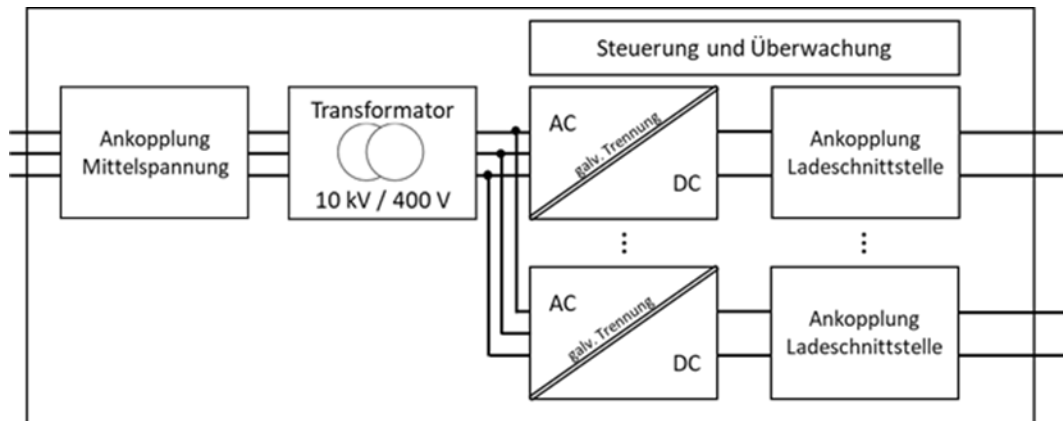 Steuerung und Überwachung
Ankopplung
Mittelspannung
Transformator
10 kV / 400 V
AC
galv. Trennung
DC
Ankopplung
Ladeschnittstelle
AC
galv. Trennung
DC
Ankopplung
Ladeschnittstelle